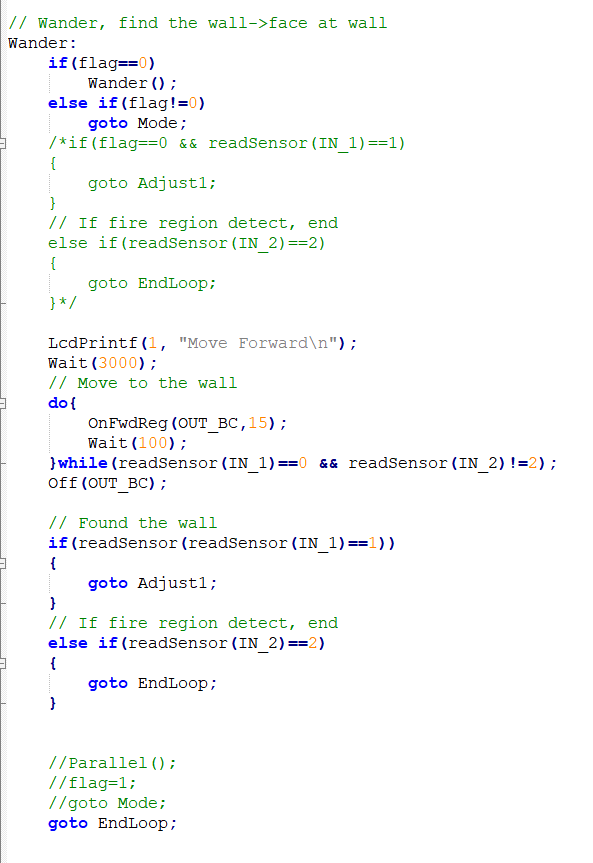 // Wander, find the wall->face at wall
Wander:
    if(flag==0)
        Wander();
    else if(flag!=0)
        goto Mode;
    /*if(flag==0 && readSensor(IN_1)==1)
    {
        goto Adjust1;
    }
    // If fire region detect, end
    else if(readSensor(IN_2)==2)
    {
        goto EndLoop;
    }*/

    LcdPrintf(1, "Move Forward\n");
    Wait(3000);
    // Move to the wall
    do{
        OnFwdReg(OUT_BC,15);
        Wait(100);
    }while(readSensor(IN_1)==0 && readSensor(IN_2)!=2);
    Off(OUT_BC);

    // Found the wall
    if(readSensor(readSensor(IN_1)==1))
    {
        goto Adjust1;
    }
    // If fire region detect, end
    else if(readSensor(IN_2)==2)
    {
        goto EndLoop;
    }


    //Parallel();
    //flag=1;
    //goto Mode;
    goto EndLoop;